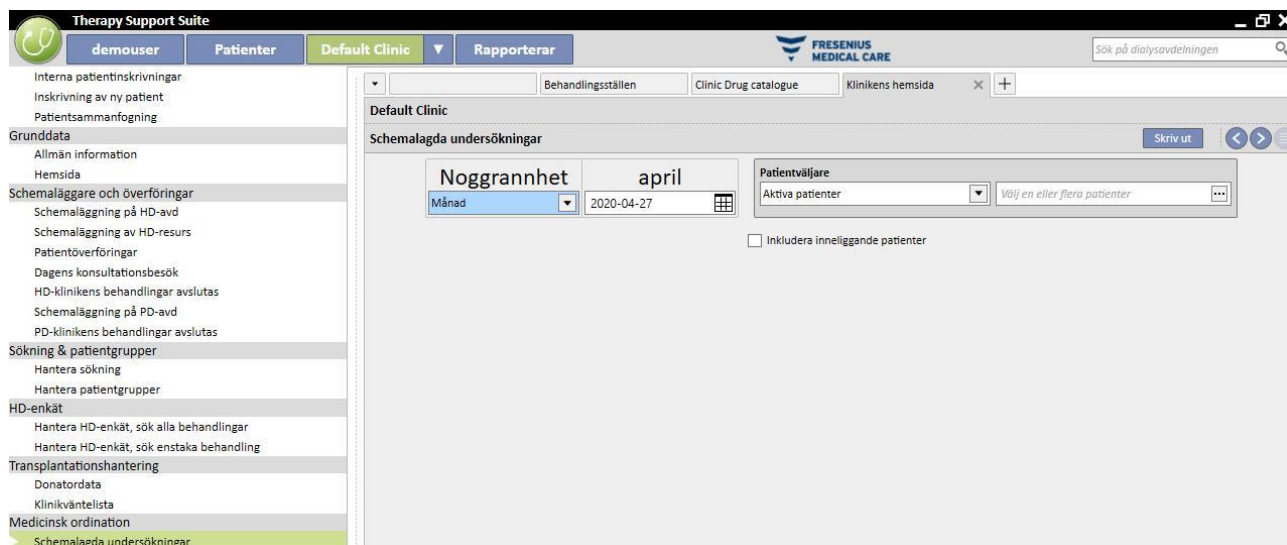 Therapy Support Suite
demouser Patienter Default Clinic Rapporterar FRESENIUS MEDICAL CARE Sök på dialysavdelningen
Interna patientinskrivningar
Inskrivning av ny patient
Patientsammanfogning
Grunddata
Allmän information
Hemsida
Schemaläggare och överföringar
Schemaläggning på HD-avd
Schemaläggning av HD-resurs
Patientöverföringar
Dagens konsultationsbesök
HD-klinikens behandlingar avslutas
Schemaläggning på PD-avd
PD-klinikens behandlingar avslutas
Sökning & patientgrupper
Hantera sökning
Hantera patientgrupper
HD-enkät
Hantera HD-enkät, sök alla behandlingar
Hantera HD-enkät, sök enstaka behandling
Transplantationshantering
Donatordata
Klinikväntelista
Medicinsk ordination
Schemalagda undersökningar
Behandlingsställen Clinic Drug catalogue Klinikens hemsida
Default Clinic
Schemalagda undersökningar Skriv ut
Noggrannhet april
Månad 2020-04-27
Patientväljare
Aktiva patienter Välj en eller flera patienter
Inkludera inneliggande patienter